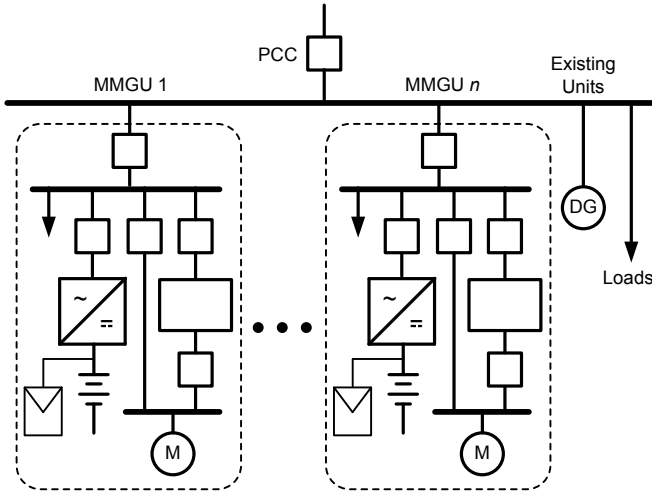 PCC
MMGU 1
MMGU n
Existing
Units
DG
Loads
M
M